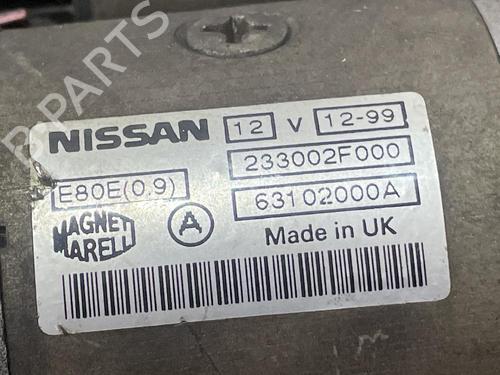 NISSAN 12 V 12-99
233002F000
E80E(0.9) 63102000A
MAGNETI MARELLI A
Made in UK
B PARTS